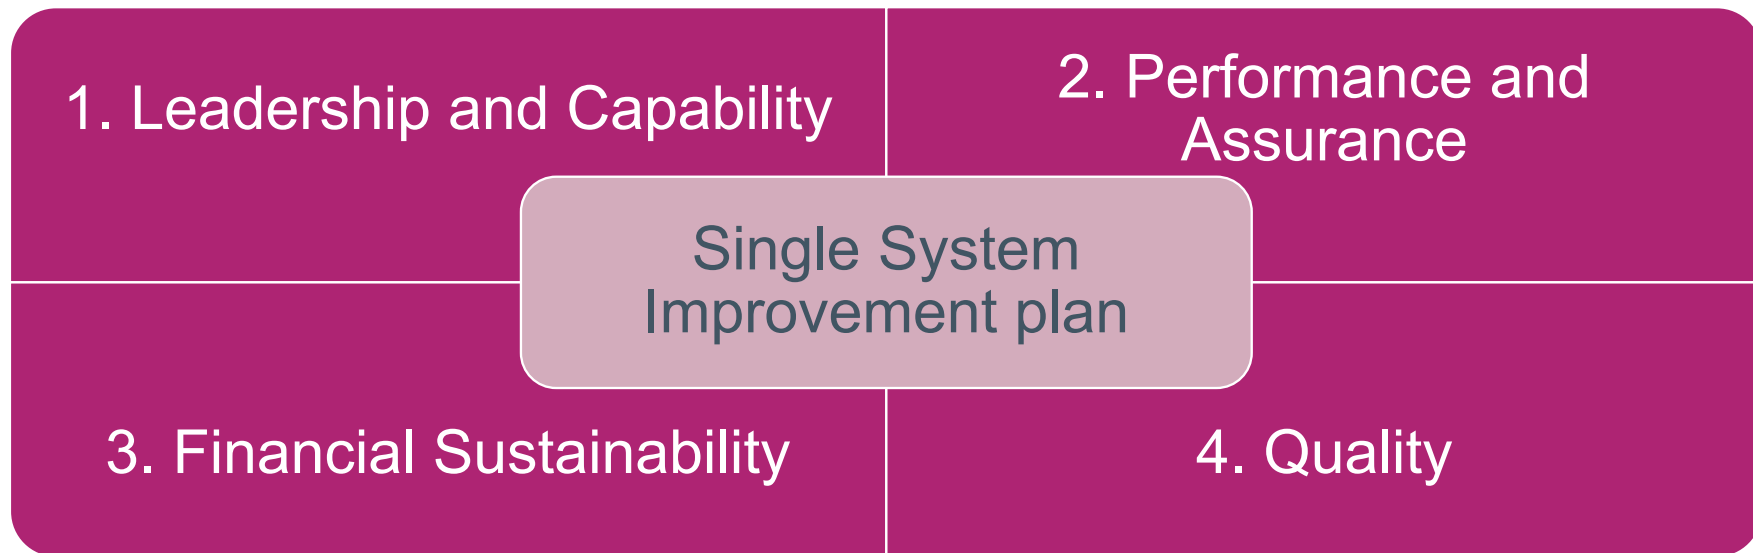 1. Leadership and Capability
2. Performance and
Assurance
Single System
Improvement plan
3. Financial Sustainability
4. Quality